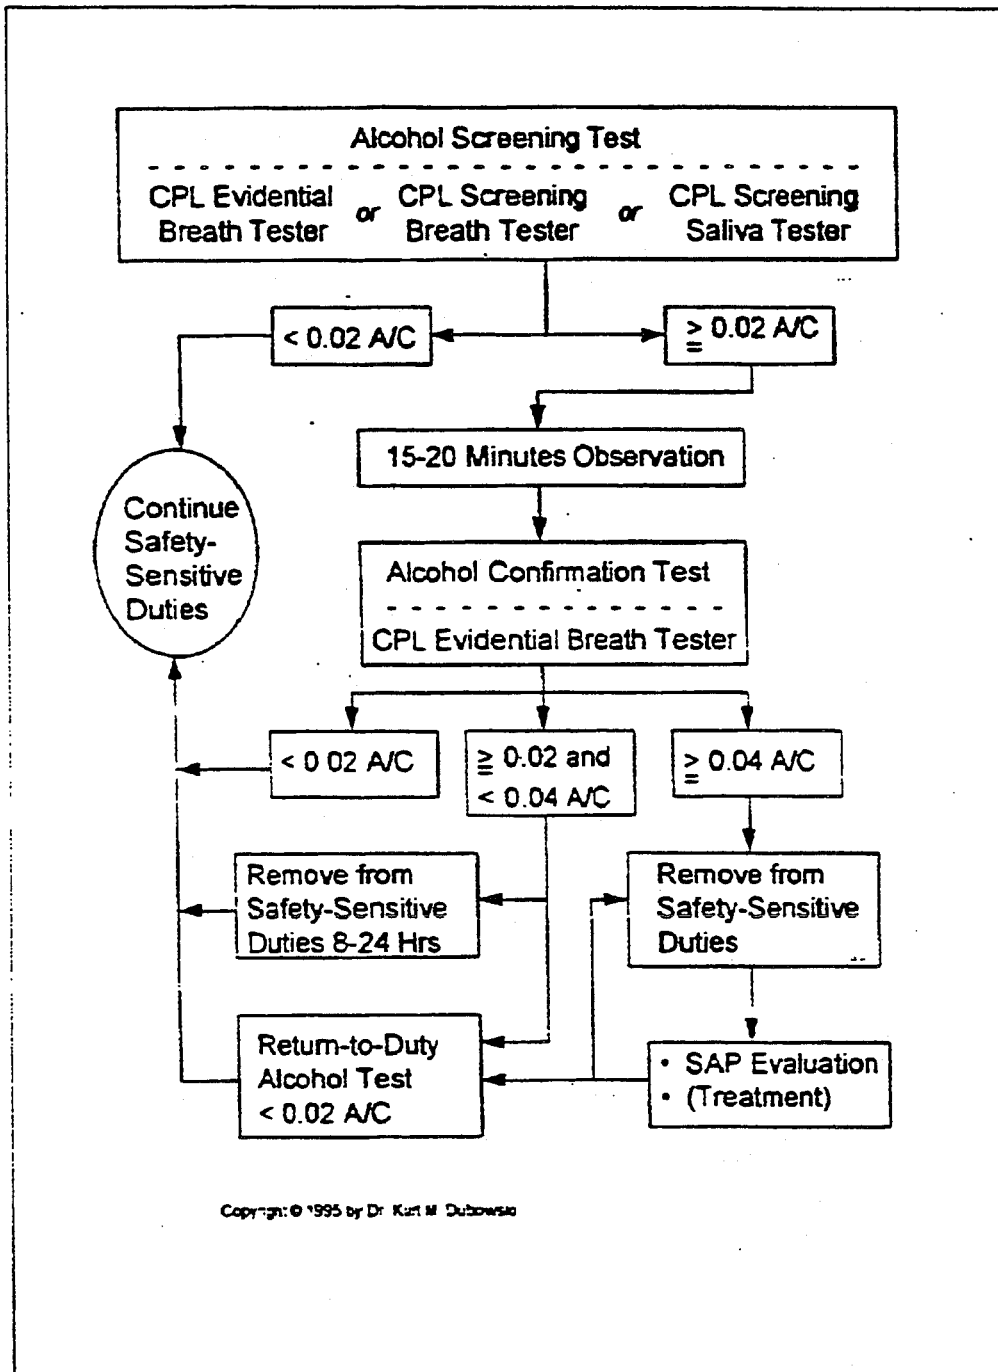 Alcohol Screening Test
CPL Evidential
Breath Tester
or
CPL Screening
Breath Tester
or
CPL Screening
Saliva Tester
< 0.02 A/C
≧ 0.02 A/C
15-20 Minutes Observation
Continue
Safety-
Sensitive
Duties
Alcohol Confirmation Test
CPL Evidential Breath Tester
< 0 02 A/C
≧ 0.02 and
< 0.04 A/C
≧ 0.04 A/C
Remove from
Safety-Sensitive
Duties 8-24 Hrs
Remove from
Safety-Sensitive
Duties
Return-to-Duty
Alcohol Test
< 0.02 A/C
• SAP Evaluation
• (Treatment)
Copyright © 1995 by Dr Kurt M Dubowski